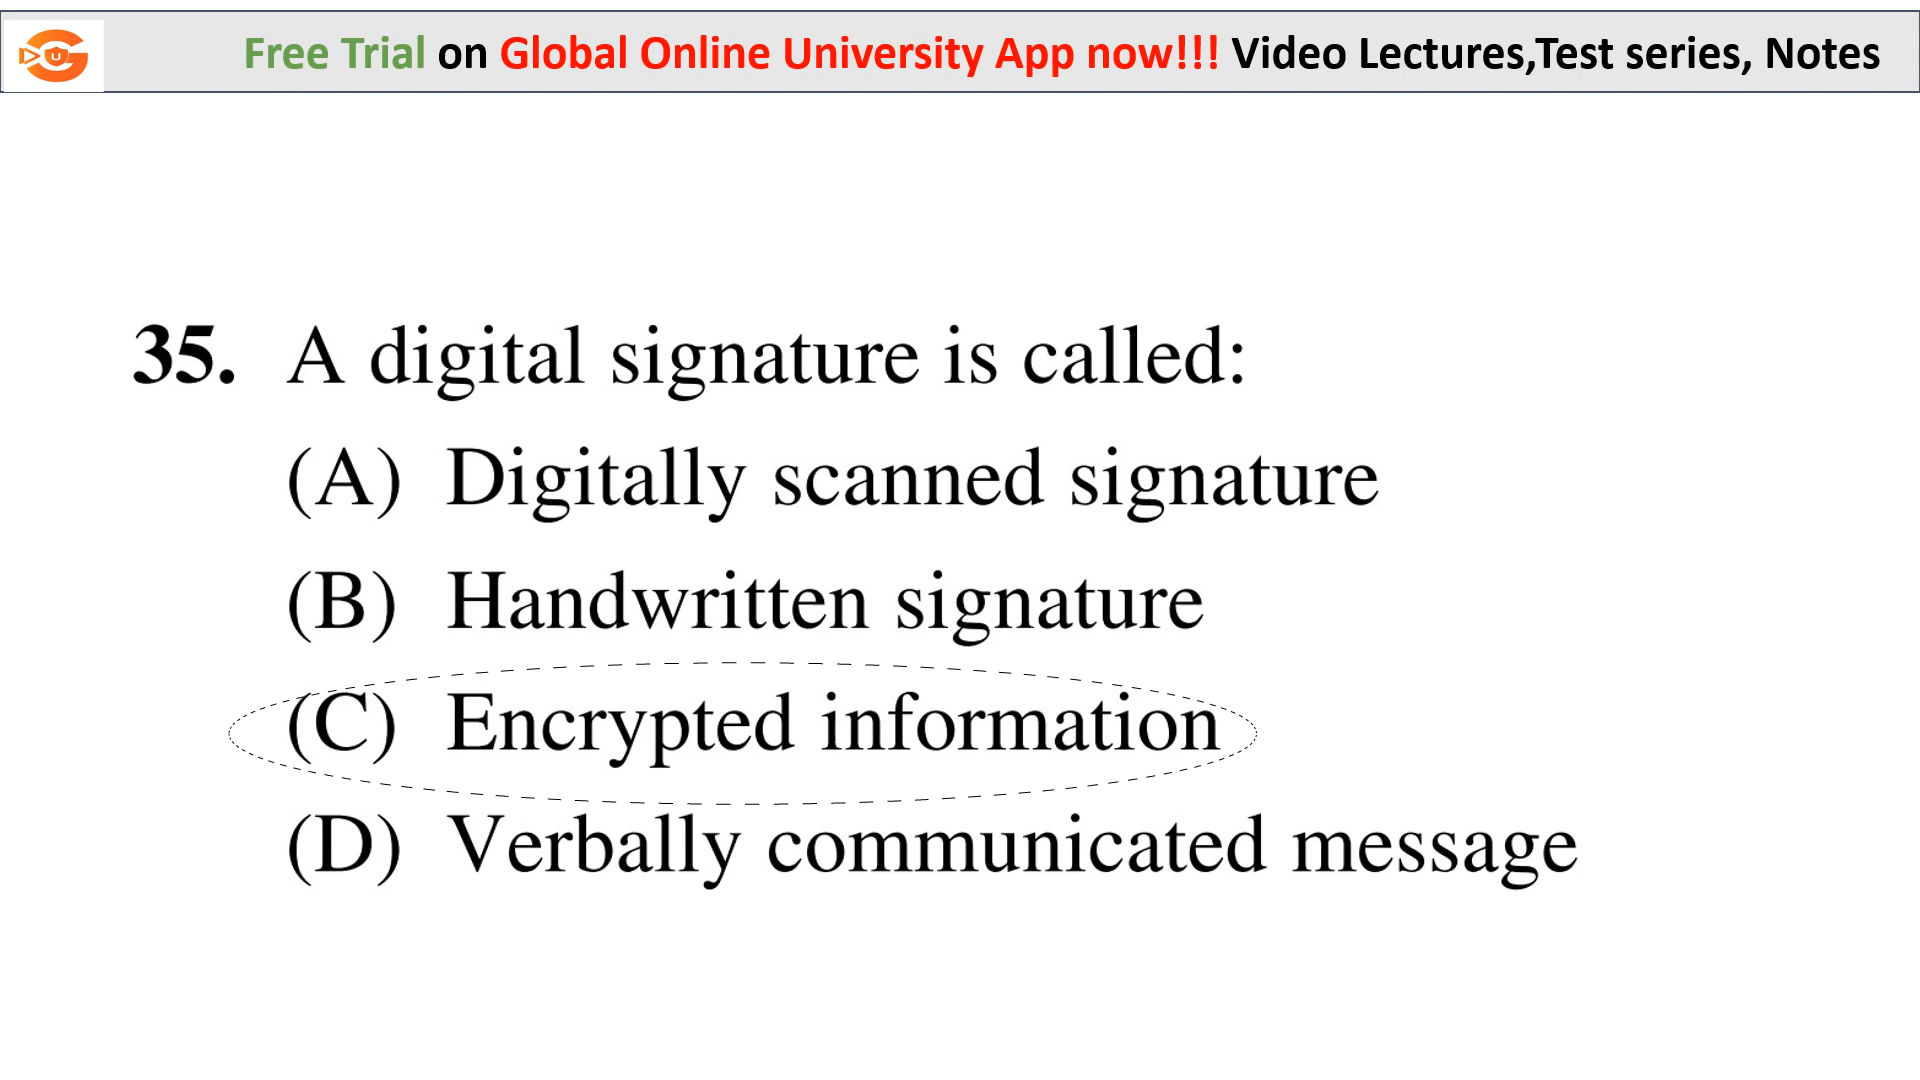 Free Trial on Global Online University App now!!! Video Lectures,Test series, Notes
35. A digital signature is called:
(A) Digitally scanned signature
(B) Handwritten signature
(C) Encrypted information
(D) Verbally communicated message